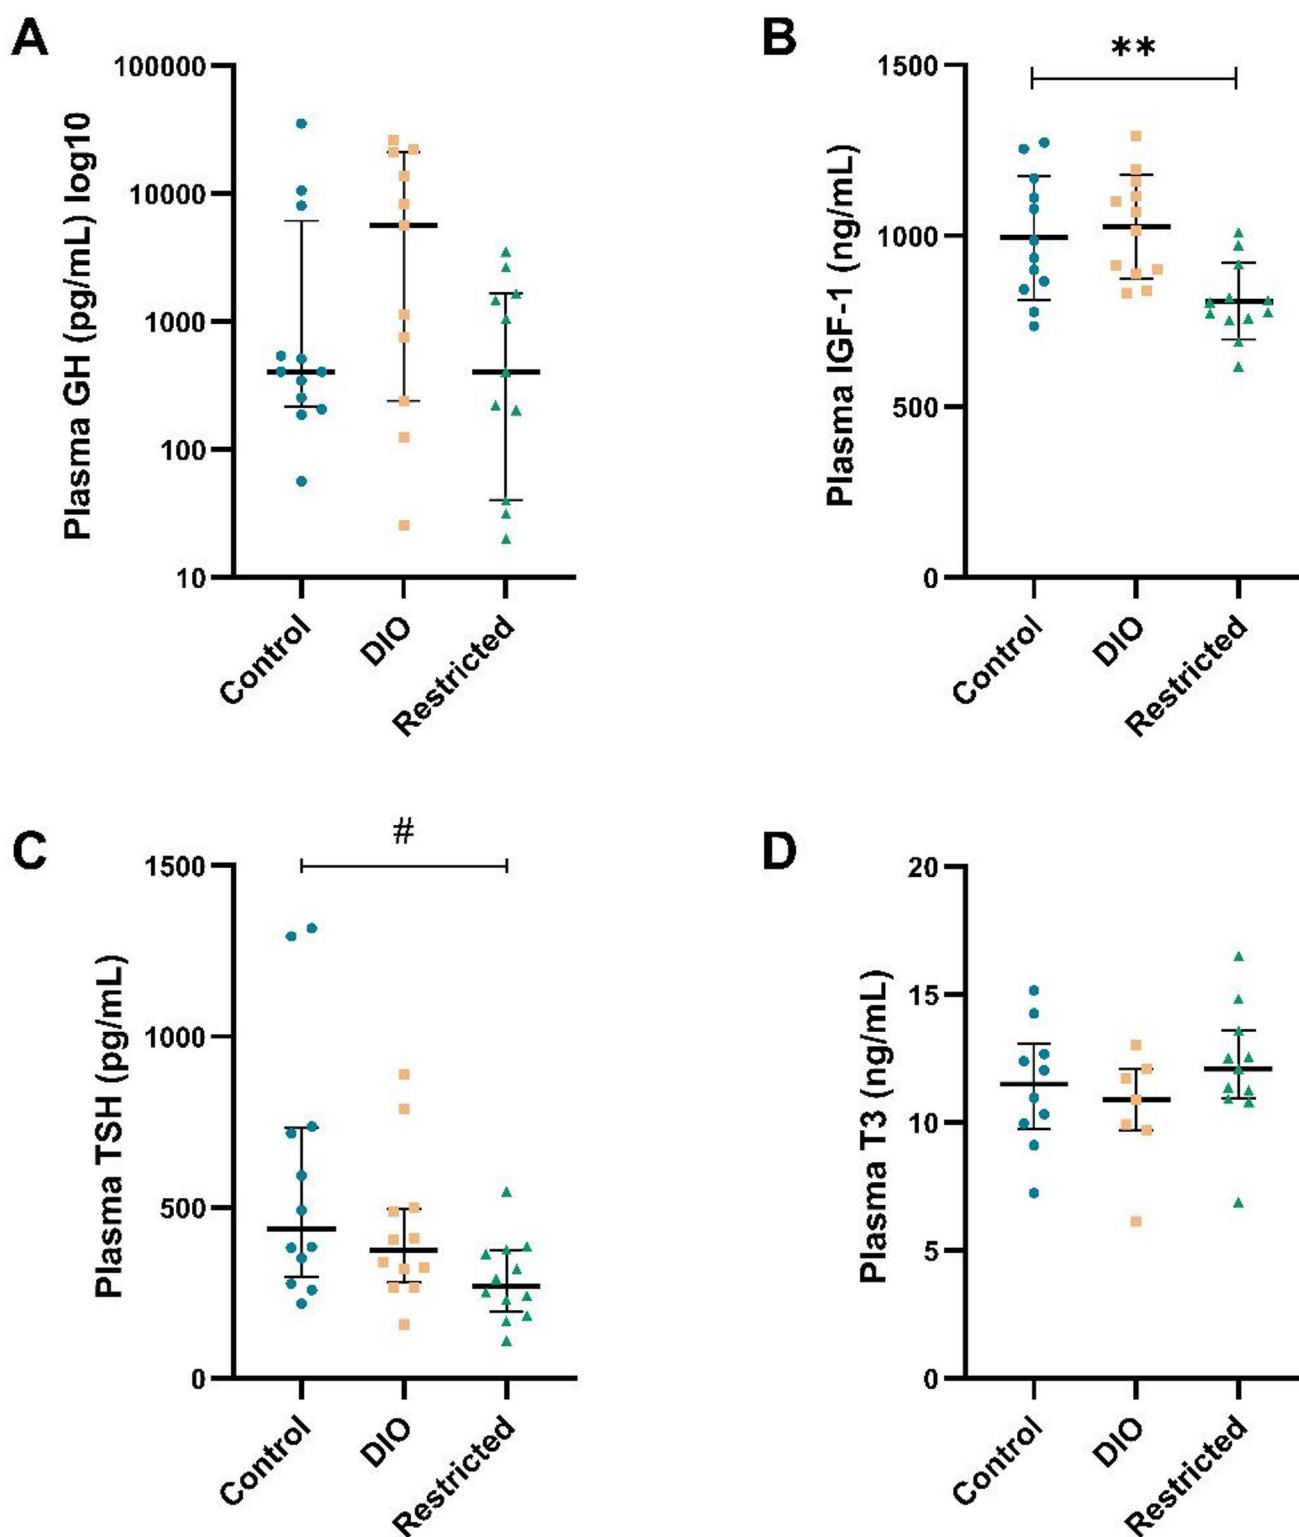 A
Plasma GH (pg/mL) log10
100000
10000
1000
100
10
Control
DIO
Restricted
B
**
Plasma IGF-1 (ng/mL)
1500
1000
500
0
Control
DIO
Restricted
C
#
Plasma TSH (pg/mL)
1500
1000
500
0
Control
DIO
Restricted
D
Plasma T3 (ng/mL)
20
15
10
5
0
Control
DIO
Restricted